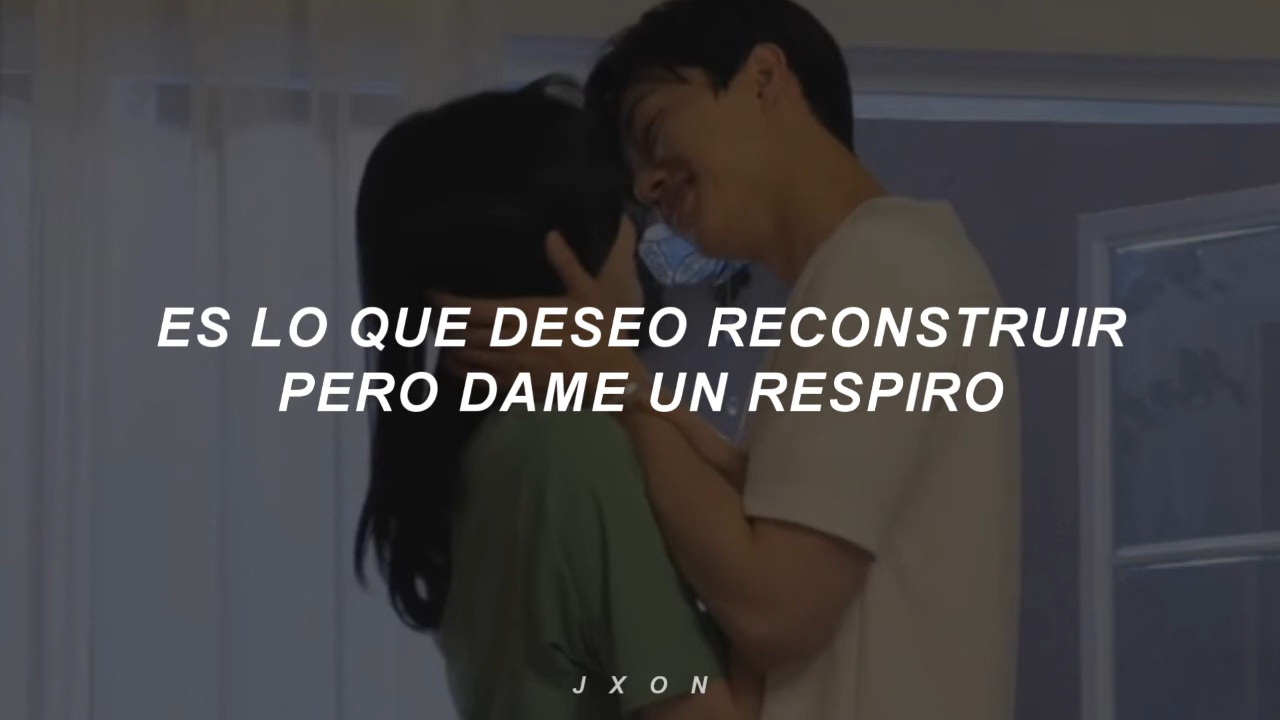 ES LO QUE DESEO RECONSTRUIR
PERO DAME UN RESPIRO
J X O N